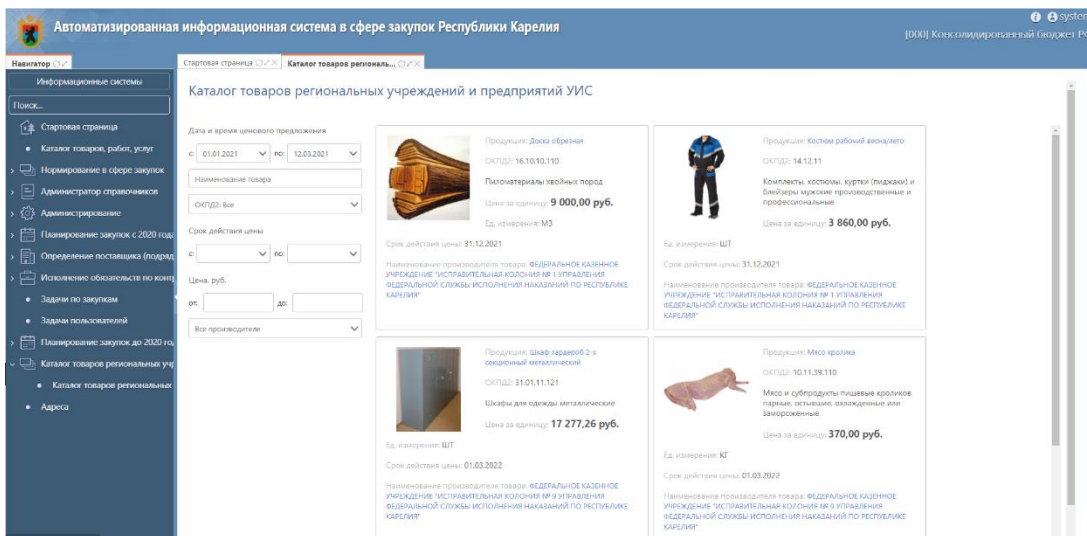 Автоматизированная информационная система в сфере закупок Республики Карелия
system
[000] Консолидированный бюджет РФ
Навигатор
Стартовая страница
Каталог товаров региональ...
Информационные системы
Поиск...
Стартовая страница
Каталог товаров, работ, услуг
Нормирование в сфере закупок
Администратор справочников
Администрирование
Планирование закупок с 2020 года
Определение поставщика (подряд
Исполнение обязательств по конт
Задачи по закупкам
Задачи пользователей
Планирование закупок до 2020 го
Каталог товаров региональных уч
Каталог товаров региональных
Адреса
Каталог товаров региональных учреждений и предприятий УИС
Дата и время ценового предложения
с: 01.01.2021 по: 12.03.2021
Наименование товара
ОКПД2: Все
Срок действия цены
с: по:
Цена, руб.
от: до:
Все производители
Продукция: Доска обрезная
ОКПД2: 16.10.10.110
Пиломатериалы хвойных пород
Цена за единицу: 9 000,00 руб.
Ед. измерения: М3
Срок действия цены: 31.12.2021
Наименование производителя товара: ФЕДЕРАЛЬНОЕ КАЗЕННОЕ
УЧРЕЖДЕНИЕ "ИСПРАВИТЕЛЬНАЯ КОЛОНИЯ № 1 УПРАВЛЕНИЯ
ФЕДЕРАЛЬНОЙ СЛУЖБЫ ИСПОЛНЕНИЯ НАКАЗАНИЙ ПО РЕСПУБЛИКЕ
КАРЕЛИЯ"
Продукция: Костюм рабочий весна/лето
ОКПД2: 14.12.11
Комплекты, костюмы, куртки (пиджаки) и
блейзеры мужские производственные и
профессиональные
Цена за единицу: 3 860,00 руб.
Ед. измерения: ШТ
Срок действия цены: 31.12.2021
Наименование производителя товара: ФЕДЕРАЛЬНОЕ КАЗЕННОЕ
УЧРЕЖДЕНИЕ "ИСПРАВИТЕЛЬНАЯ КОЛОНИЯ № 1 УПРАВЛЕНИЯ
ФЕДЕРАЛЬНОЙ СЛУЖБЫ ИСПОЛНЕНИЯ НАКАЗАНИЙ ПО РЕСПУБЛИКЕ
КАРЕЛИЯ"
Продукция: Шкаф гардероб 2-х
секционный металлический
ОКПД2: 31.01.11.121
Шкафы для одежды металлические
Цена за единицу: 17 277,26 руб.
Ед. измерения: ШТ
Срок действия цены: 01.03.2022
Наименование производителя товара: ФЕДЕРАЛЬНОЕ КАЗЕННОЕ
УЧРЕЖДЕНИЕ "ИСПРАВИТЕЛЬНАЯ КОЛОНИЯ № 9 УПРАВЛЕНИЯ
ФЕДЕРАЛЬНОЙ СЛУЖБЫ ИСПОЛНЕНИЯ НАКАЗАНИЙ ПО РЕСПУБЛИКЕ
КАРЕЛИЯ"
Продукция: Мясо кролика
ОКПД2: 10.11.39.110
Мясо и субпродукты пищевые кроликов
парные, остывшие, охлажденные или
замороженные
Цена за единицу: 370,00 руб.
Ед. измерения: КГ
Срок действия цены: 01.03.2022
Наименование производителя товара: ФЕДЕРАЛЬНОЕ КАЗЕННОЕ
УЧРЕЖДЕНИЕ "ИСПРАВИТЕЛЬНАЯ КОЛОНИЯ № 9 УПРАВЛЕНИЯ
ФЕДЕРАЛЬНОЙ СЛУЖБЫ ИСПОЛНЕНИЯ НАКАЗАНИЙ ПО РЕСПУБЛИКЕ
КАРЕЛИЯ"